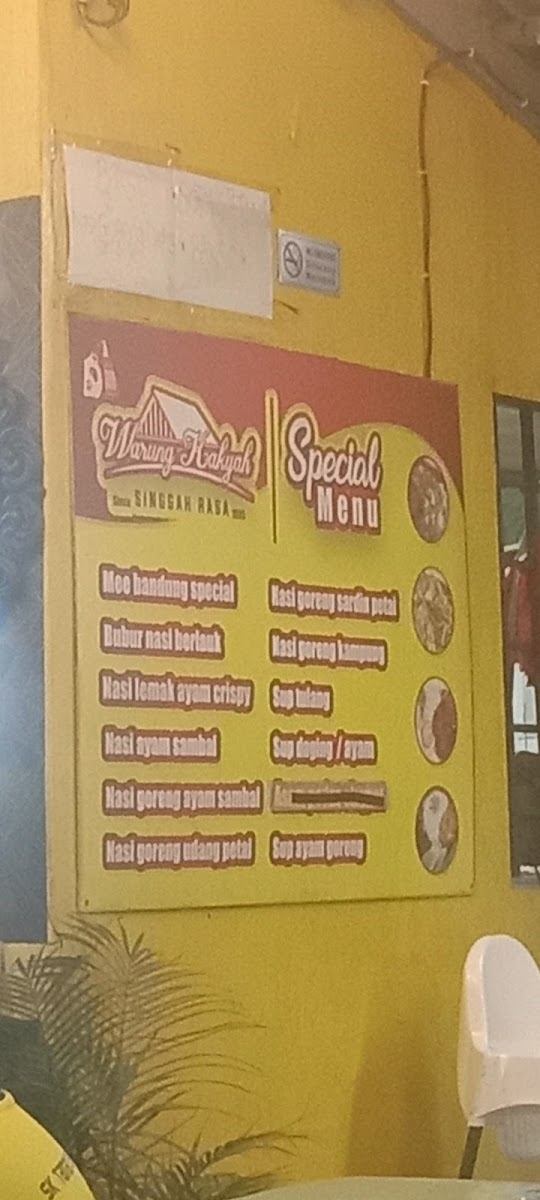 Warung Kakyah
SINGGAH RASA
Special
Menu
Mee bandung special
Bubur nasi berlauk
Nasi lemak ayam crispy
Nasi ayam sambal
Nasi goreng ayam sambal
Nasi goreng udang petai
Nasi goreng sardin petai
Nasi goreng kampung
Sup tulang
Sup daging / ayam
Sup ayam goreng